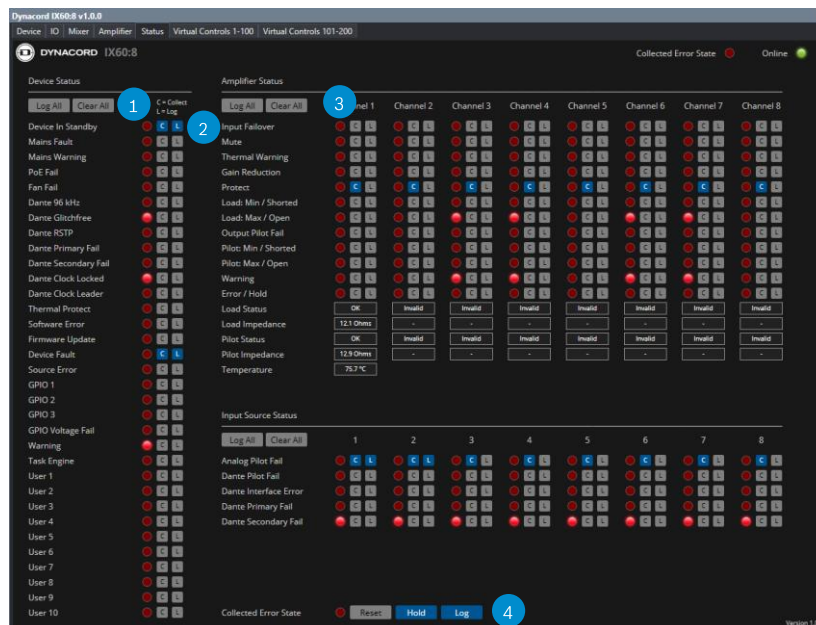 Dynacord IX60:8 v1.0.0
Device IO Mixer Amplifier Status Virtual Controls 1-100 Virtual Controls 101-200
DYNACORD IX60:8 Collected Error State Online
Device Status Amplifier Status
Log All Clear All 1 C = Collect Log All Clear All 3 nel 1 Channel 2 Channel 3 Channel 4 Channel 5 Channel 6 Channel 7 Channel 8
L = Log
Device In Standby C L 2 Input Failover C L C L C L C L C L C L C L C L
Mains Fault C L Mute C L C L C L C L C L C L C L C L
Mains Warning C L Thermal Warning C L C L C L C L C L C L C L C L
PoE Fail C L Gain Reduction C L C L C L C L C L C L C L C L
Fan Fail C L Protect C L C L C L C L C L C L C L C L
Dante 96 kHz C L Load: Min / Shorted C L C L C L C L C L C L C L C L
Dante Glitchfree C L Load: Max / Open C L C L C L C L C L C L C L C L
Dante RSTP C L Output Pilot Fail C L C L C L C L C L C L C L C L
Dante Primary Fail C L Pilot: Min / Shorted C L C L C L C L C L C L C L C L
Dante Secondary Fail C L Pilot: Max / Open C L C L C L C L C L C L C L C L
Dante Clock Locked C L Warning C L C L C L C L C L C L C L C L
Dante Clock Leader C L Error / Hold C L C L C L C L C L C L C L C L
Thermal Protect C L Load Status OK Invalid Invalid Invalid Invalid Invalid Invalid Invalid
Software Error C L Load Impedance 12.1 Ohms - - - - - - -
Firmware Update C L Pilot Status OK Invalid Invalid Invalid Invalid Invalid Invalid Invalid
Device Fault C L Pilot Impedance 12.9 Ohms - - - - - - -
Source Error C L Temperature 75.7 °C
GPIO 1 C L
GPIO 2 C L
GPIO 3 C L Input Source Status
GPIO Voltage Fail C L
Warning C L Log All Clear All 1 2 3 4 5 6 7 8
Task Engine C L Analog Pilot Fail C L C L C L C L C L C L C L C L
User 1 C L Dante Pilot Fail C L C L C L C L C L C L C L C L
User 2 C L Dante Interface Error C L C L C L C L C L C L C L C L
User 3 C L Dante Primary Fail C L C L C L C L C L C L C L C L
User 4 C L Dante Secondary Fail C L C L C L C L C L C L C L C L
User 5 C L
User 6 C L
User 7 C L
User 8 C L
User 9 C L
User 10 C L Collected Error State Reset Hold Log 4
Version